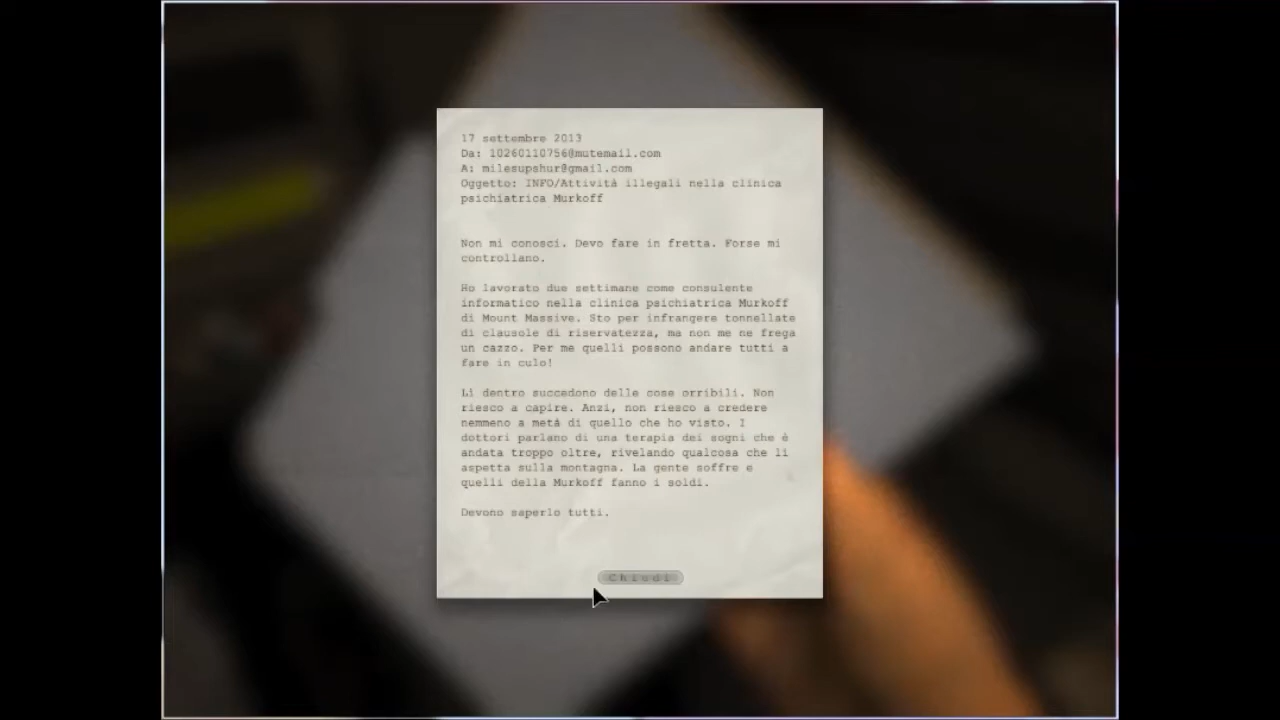 17 settembre 2013
Da: 10260110756@mutemail.com
A: milesupshur@gmail.com
Oggetto: INFO/Attività illegali nella clinica
psichiatrica Murkoff
Non mi conosci. Devo fare in fretta. Forse mi
controllano.
Ho lavorato due settimane come consulente
informatico nella clinica psichiatrica Murkoff
di Mount Massive. Sto per infrangere tonnellate
di clausole di riservatezza, ma non me ne frega
un cazzo. Per me quelli possono andare tutti a
fare in culo!
Lì dentro succedono delle cose orribili. Non
riesco a capire. Anzi, non riesco a credere
nemmeno a metà di quello che ho visto. I
dottori parlano di una terapia dei sogni che è
andata troppo oltre, rivelando qualcosa che li
aspetta sulla montagna. La gente soffre e
quelli della Murkoff fanno i soldi.
Devono saperlo tutti.
Chiudi